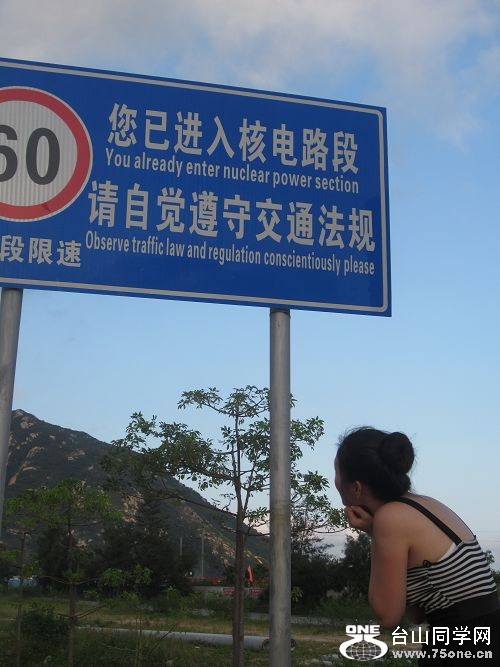 您已进入核电路段
You already enter nuclear power section
60
请自觉遵守交通法规
段限速
Observe traffic law and regulation conscientiously please
ONE 台山同学网
www.75one.cn